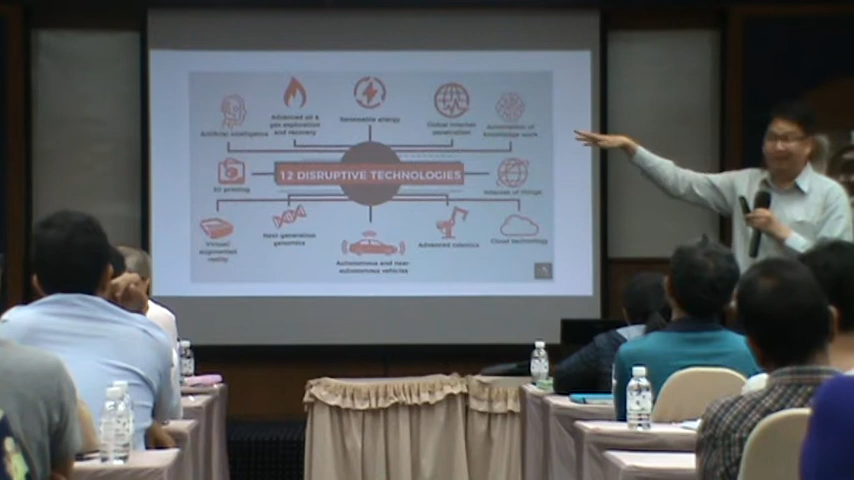 Artificial intelligence
Advanced oil &
gas exploration
and recovery
Renewable energy
Global internet
penetration
Automation of
knowledge work
3D printing
12 DISRUPTIVE TECHNOLOGIES
Internet of things
Virtual/
augmented
reality
Next generation
genomics
Autonomous and near-
autonomous vehicles
Advanced robotics
Cloud technology